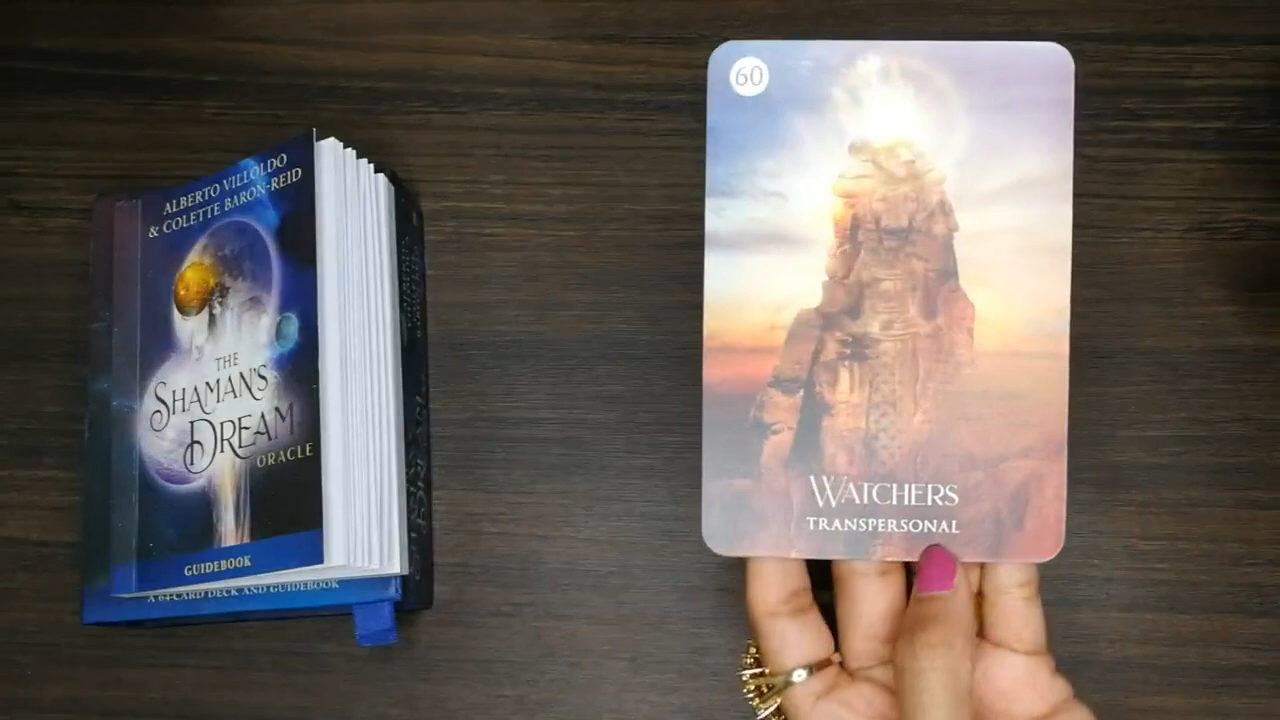 ALBERTO VILLOLDO
& COLETTE BARON-REID
THE
SHAMAN'S
DREAM
ORACLE
GUIDEBOOK
A 64-CARD DECK AND GUIDEBOOK
60
WATCHERS
TRANSPERSONAL